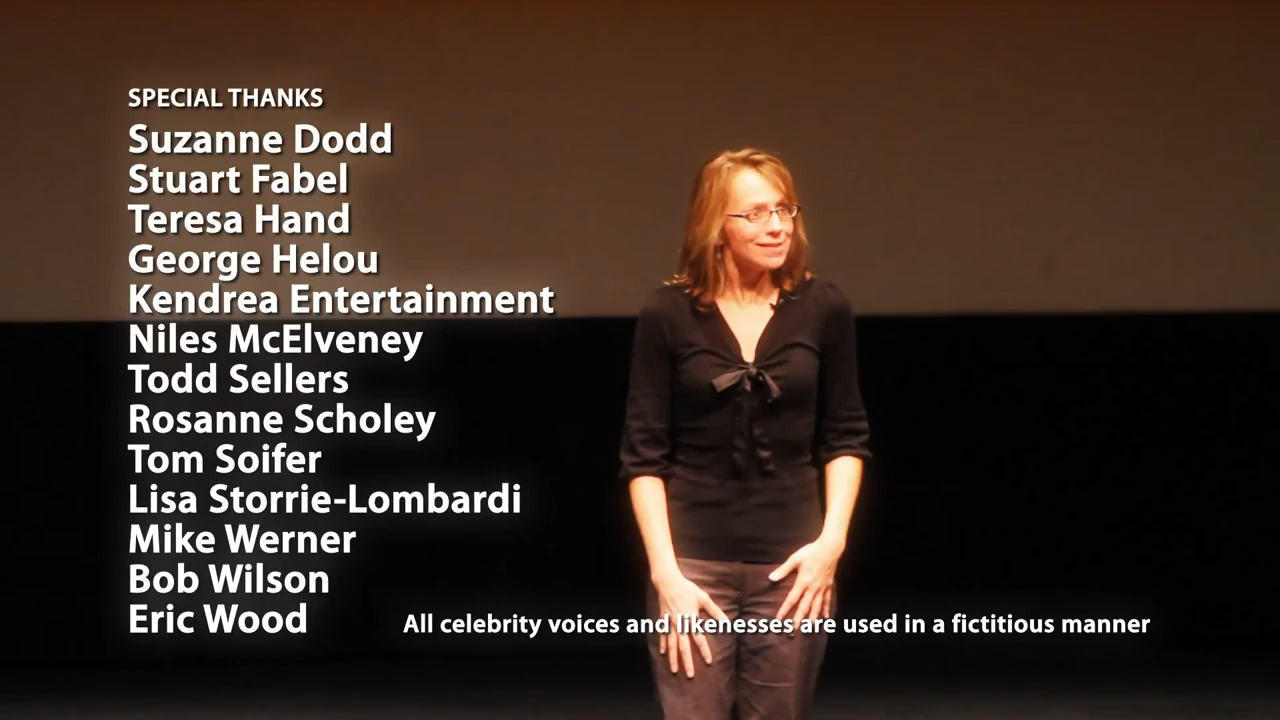 SPECIAL THANKS
Suzanne Dodd
Stuart Fabel
Teresa Hand
George Helou
Kendrea Entertainment
Niles McElveney
Todd Sellers
Rosanne Scholey
Tom Soifer
Lisa Storrie-Lombardi
Mike Werner
Bob Wilson
Eric Wood
All celebrity voices and likenesses are used in a fictitious manner